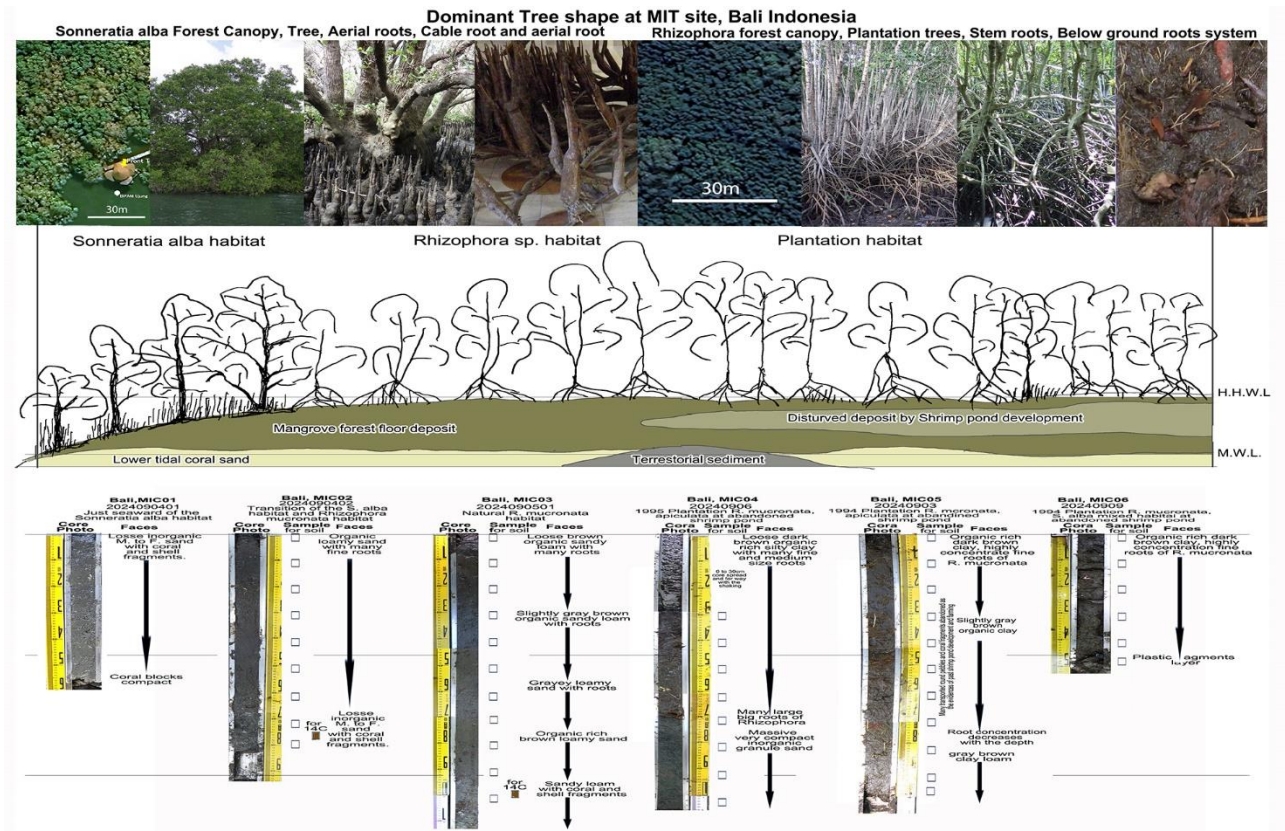 Dominant Tree shape at MIT site, Bali Indonesia
Sonneratia alba Forest Canopy, Tree, Aerial roots, Cable root and aerial root
Rhizophora forest canopy, Plantation trees, Stem roots, Below ground roots system
30m
30m
Sonneratia alba habitat
Rhizophora sp. habitat
Plantation habitat
H.H.W.L
Mangrove forest floor deposit
Disturved deposit by Shrimp pond development
Lower tidal coral sand
Terrestorial sediment
M.W.L.
Bali,MIC01
2024090401
Just seaward of the
Sonneratia alba habitat
Core
Photo
Faces
Losse inorganic
M. to F. sand
with coral
and shell
fragments.
Coral blocks
compact
Bali, MIC02
2024090402
Transition of the S. alba
habitat and Rhizophora
mucronata habitat
Core
Photo
Sample
for soil
Faces
Organic
loamy sand
with many
fine roots
for
14C
Losse
inorganic
M. to F.
sand
with coral
and shell
fragments.
Bali, MIC03
2024090501
Natural R. mucronata
habitat
Core
Photo
Sample
for soil
Faces
Loose brown
organic sandy
loam with
many roots
Slightly gray brown
organic sandy loam
with roots
Grayey loamy
sand with roots
Organic rich
brown loamy sand
for
14C
Sandy loam
with coral and
shell fragments
Bali, MIC04
20240906
1995 Plantation R. mucronata,
apiculata at abandened
shrimp pond
Cora
Photo
Sample
for soil
Faces
Loose dark
brown organic
rich silty clay
with many fine
and medium
size roots
Many large
big roots of
Rhizophora
Massive
very compact
inorganic
granule sand
Bali, MIC05
20240903
1994 Plantation R. mucronata,
apiculata at abandoned
shrimp pond
Core
Photo
Sample
for soil
Faces
Organic rich
dark brown
clay, highly
concentrate fine
roots of
R. mucronata
Slightly gray
brown
organic clay
Root concentration
decreases
with the depth
gray brown
clay loam
Bali, MIC06
20240909
1994 Plantation R. mucronata,
S. alba mixed habitat at
abandoned shrimp pond
Core
Photo
Sample
for soil
Faces
Organic rich dark
brown clay, highly
concentration fine
roots of R. mucronata
Plastic fragments
layer